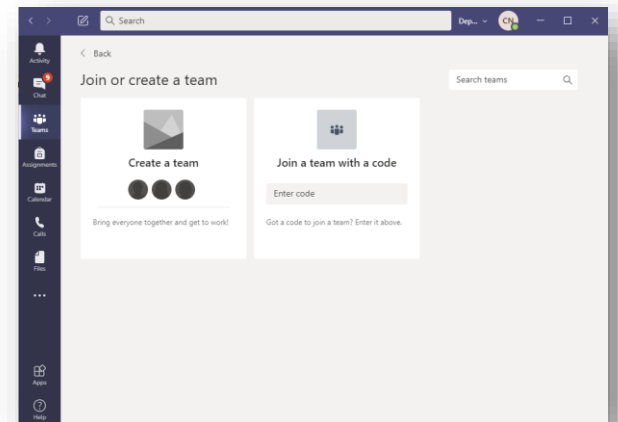 Search
Dep...
CN
Activity
9
Chat
Teams
Assignments
Calendar
Calls
Files
Apps
Help
Back
Join or create a team
Search teams
Create a team
Bring everyone together and get to work!
Join a team with a code
Enter code
Got a code to join a team? Enter it above.